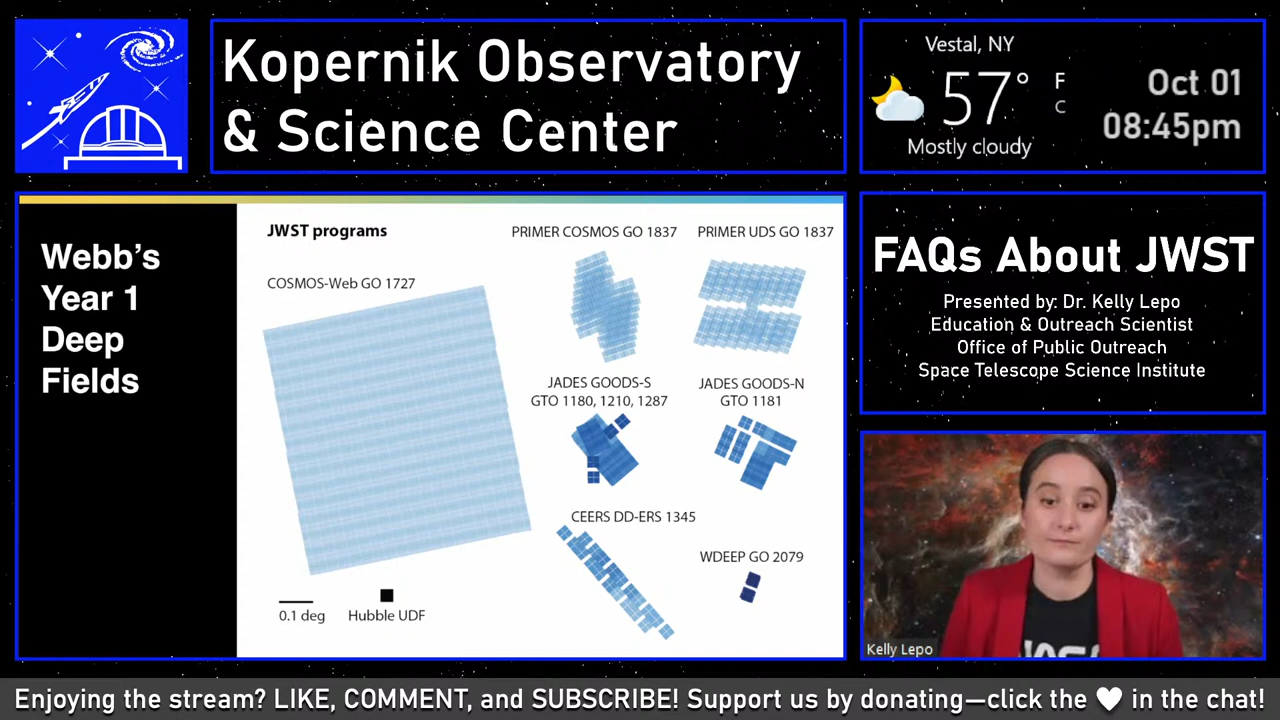 Kopernik Observatory
& Science Center
Vestal, NY
57° F
C
Mostly cloudy
Oct 01
08:45pm
Webb's
Year 1
Deep
Fields
JWST programs
COSMOS-Web GO 1727
PRIMER COSMOS GO 1837
PRIMER UDS GO 1837
JADES GOODS-S
GTO 1180, 1210, 1287
JADES GOODS-N
GTO 1181
CEERS DD-ERS 1345
WDEEP GO 2079
0.1 deg
Hubble UDF
FAQs About JWST
Presented by: Dr. Kelly Lepo
Education & Outreach Scientist
Office of Public Outreach
Space Telescope Science Institute
Kelly Lepo
Enjoying the stream? LIKE, COMMENT, and SUBSCRIBE! Support us by donating—click the ♥ in the chat!